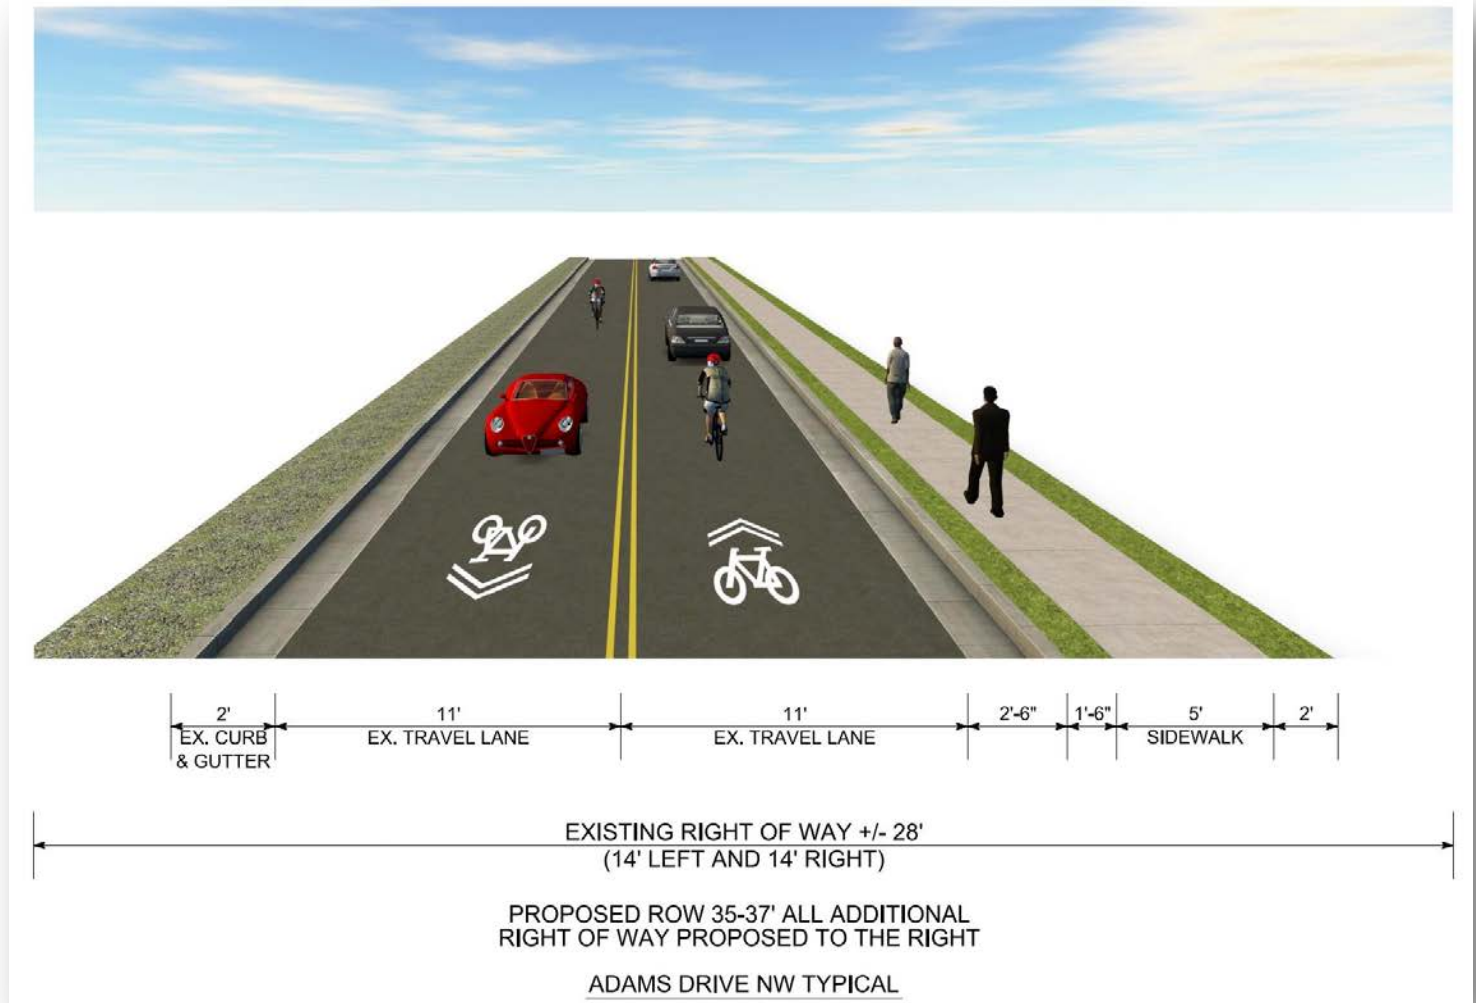 2' 11' 11' 2'-6" 1'-6" 5' 2'
EX. CURB EX. TRAVEL LANE EX. TRAVEL LANE SIDEWALK
& GUTTER
EXISTING RIGHT OF WAY +/- 28'
(14' LEFT AND 14' RIGHT)
PROPOSED ROW 35-37' ALL ADDITIONAL
RIGHT OF WAY PROPOSED TO THE RIGHT
ADAMS DRIVE NW TYPICAL